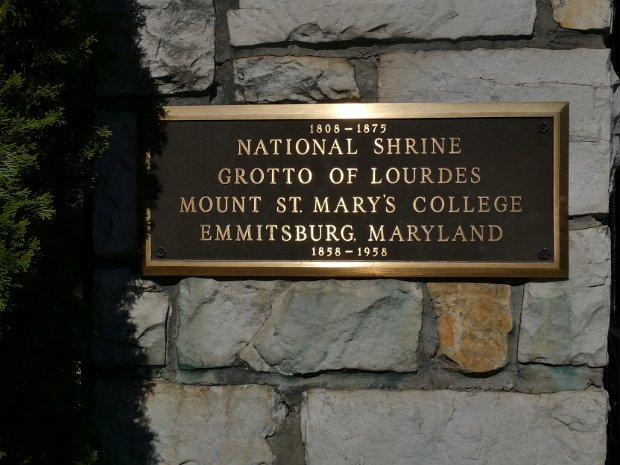 1808–1875
NATIONAL SHRINE
GROTTO OF LOURDES
MOUNT ST. MARY'S COLLEGE
EMMITSBURG, MARYLAND
1858–1958